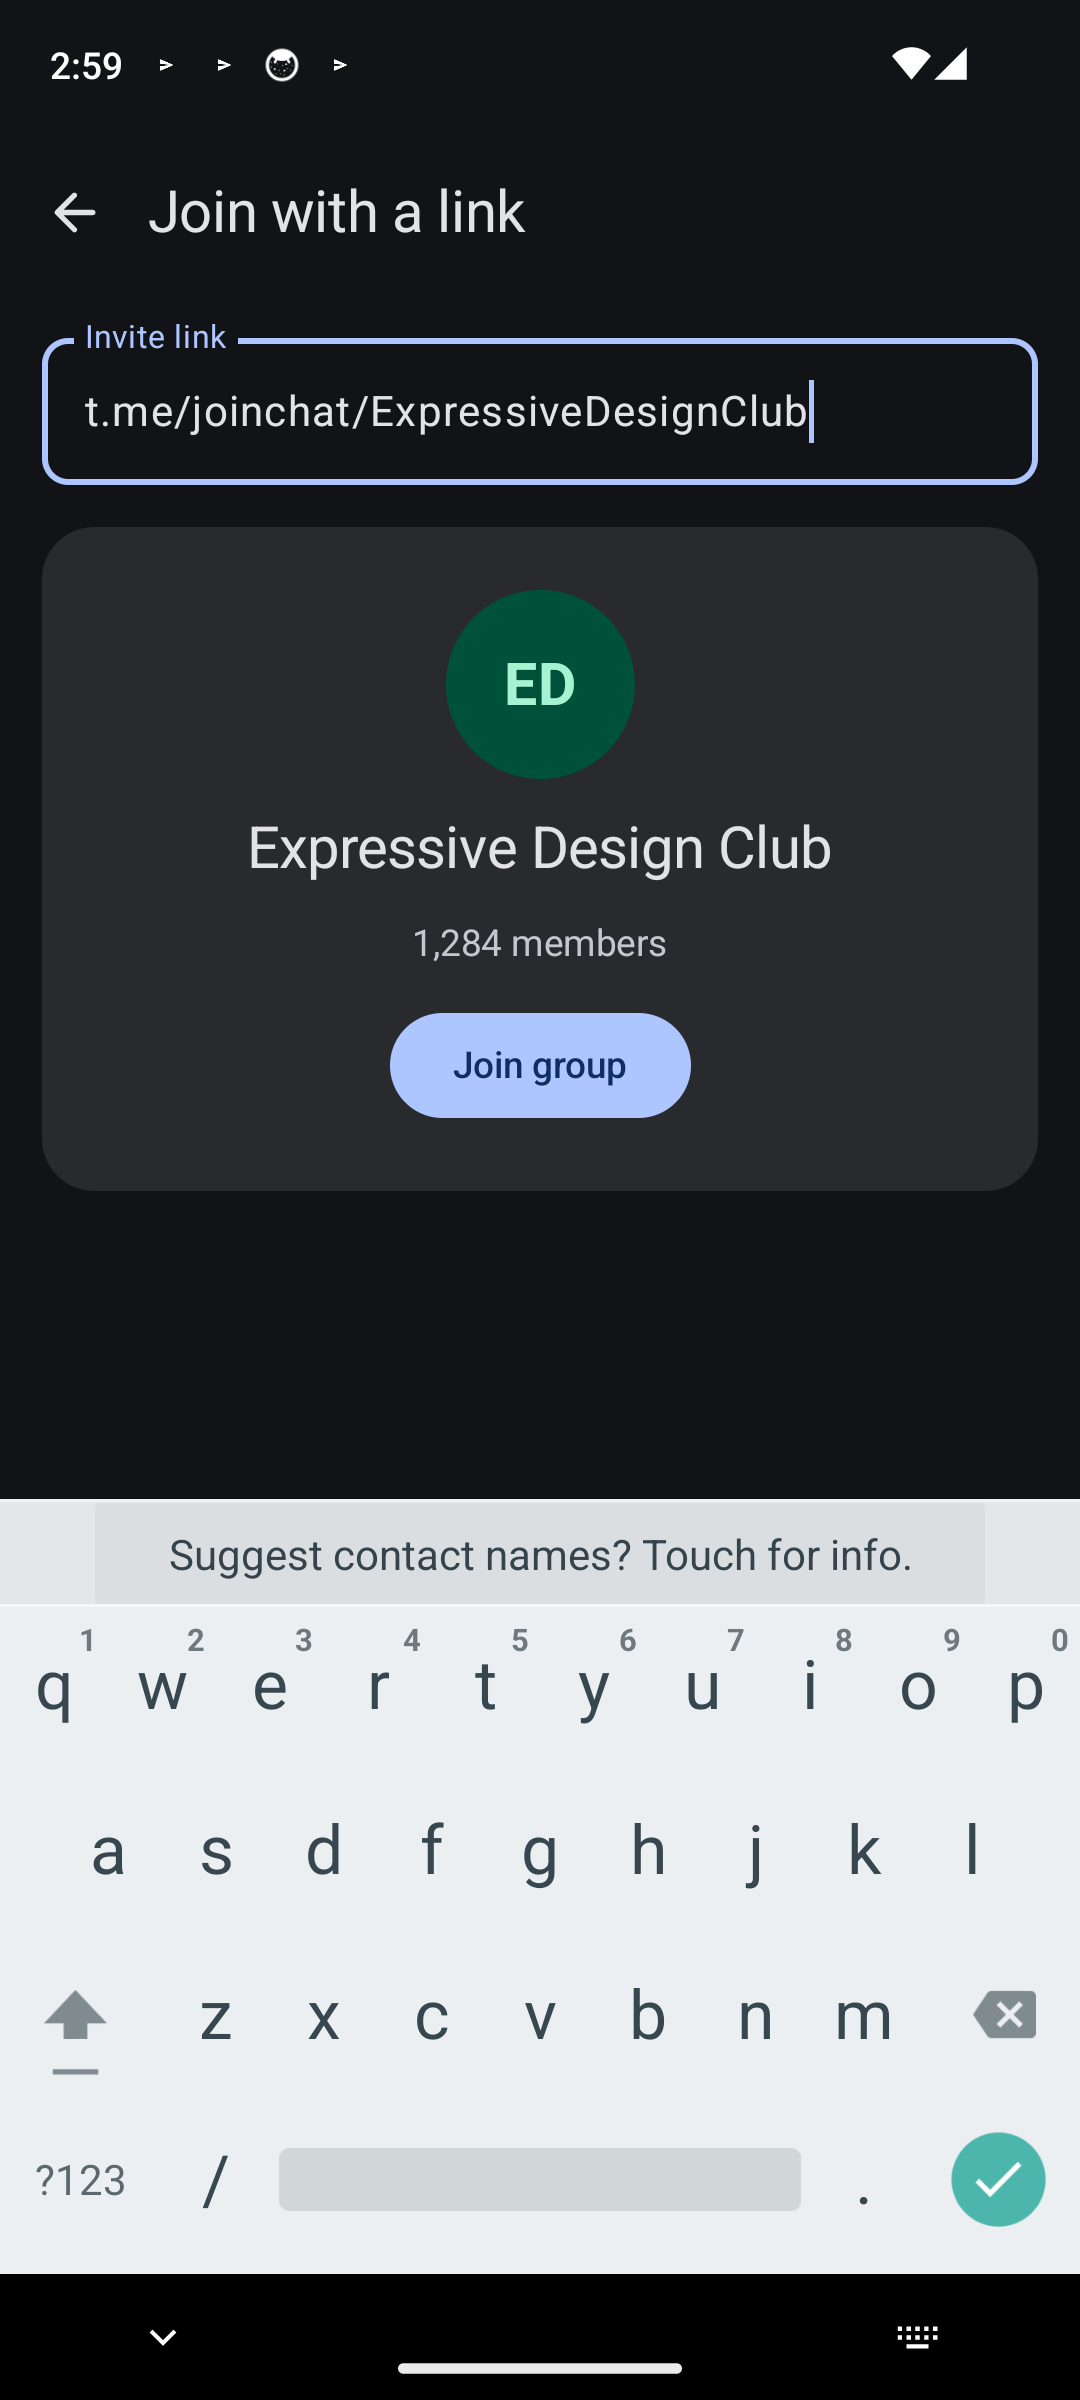 2:59
Join with a link
Invite link
t.me/joinchat/ExpressiveDesignClub
ED
Expressive Design Club
1,284 members
Join group
Suggest contact names? Touch for info.
1 2 3 4 5 6 7 8 9 0
q w e r t y u i o p
a s d f g h j k l
z x c v b n m
?123 / .